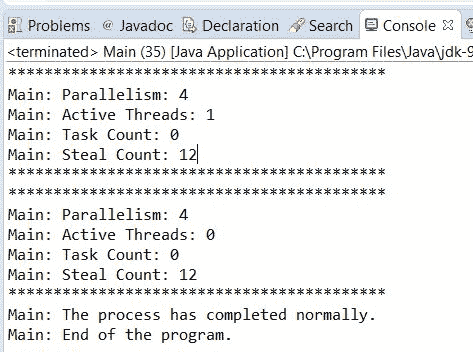 Problems @ Javadoc Declaration Search Console
<terminated> Main (35) [Java Application] C:\Program Files\Java\jdk-9
******************************************
Main: Parallelism: 4
Main: Active Threads: 1
Main: Task Count: 0
Main: Steal Count: 12
******************************************
******************************************
Main: Parallelism: 4
Main: Active Threads: 0
Main: Task Count: 0
Main: Steal Count: 12
******************************************
Main: The process has completed normally.
Main: End of the program.